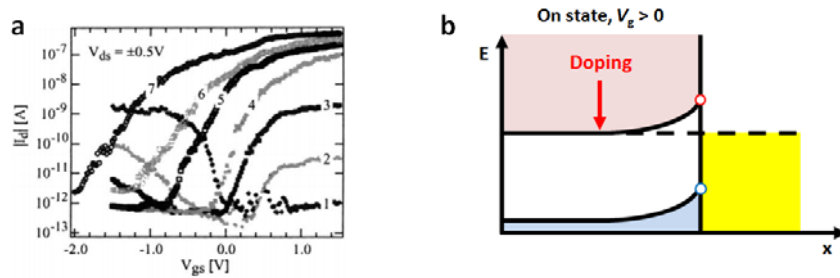 a
10⁻⁷
10⁻⁸
10⁻⁹
10⁻¹⁰
10⁻¹¹
10⁻¹²
10⁻¹³
|Id| [A]
Vds = ±0.5V
7
6
5
4
3
2
1
-2.0
-1.0
0.0
1.0
Vgs [V]
b
On state, Vg > 0
E
Doping
x